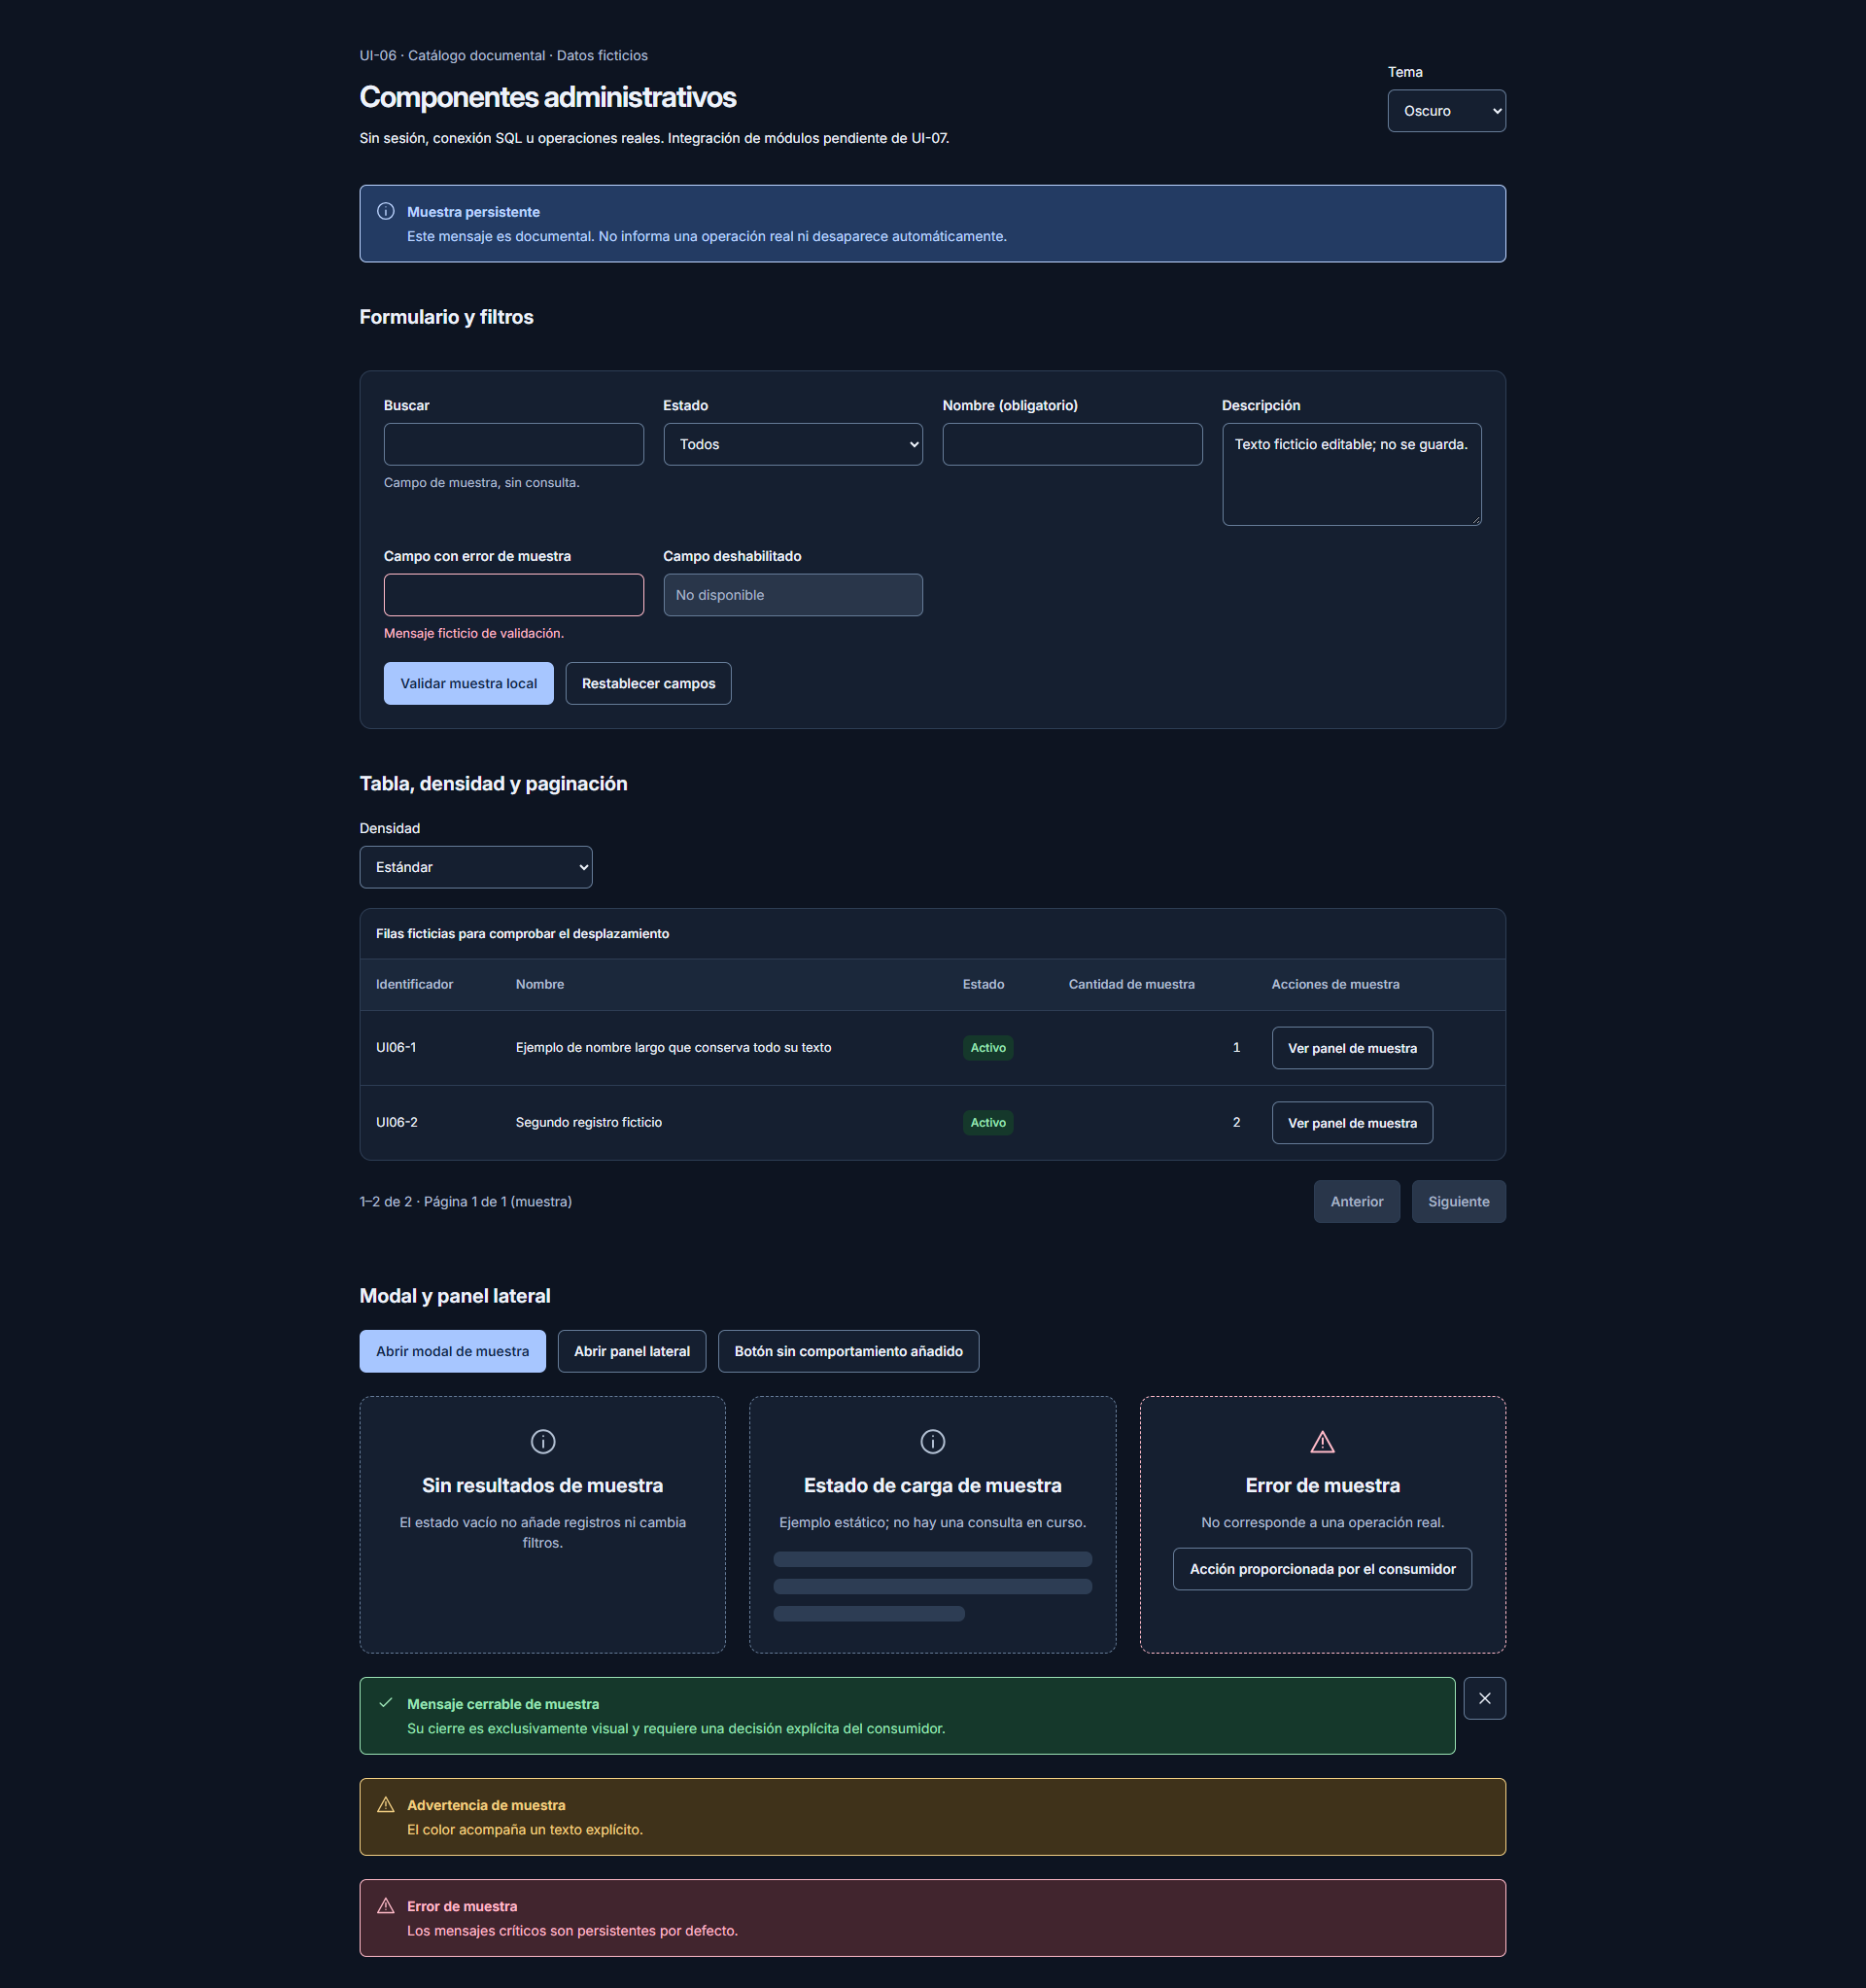 UI-06 · Catálogo documental · Datos ficticios
Componentes administrativos
Sin sesión, conexión SQL u operaciones reales. Integración de módulos pendiente de UI-07.
Tema
Oscuro
Muestra persistente
Este mensaje es documental. No informa una operación real ni desaparece automáticamente.
Formulario y filtros
Buscar
Campo de muestra, sin consulta.
Estado
Todos
Nombre (obligatorio)
Descripción
Texto ficticio editable; no se guarda.
Campo con error de muestra
Mensaje ficticio de validación.
Campo deshabilitado
No disponible
Validar muestra local
Restablecer campos
Tabla, densidad y paginación
Densidad
Estándar
Filas ficticias para comprobar el desplazamiento
Identificador Nombre Estado Cantidad de muestra Acciones de muestra
UI06-1 Ejemplo de nombre largo que conserva todo su texto Activo 1 Ver panel de muestra
UI06-2 Segundo registro ficticio Activo 2 Ver panel de muestra
1–2 de 2 · Página 1 de 1 (muestra)
Anterior
Siguiente
Modal y panel lateral
Abrir modal de muestra
Abrir panel lateral
Botón sin comportamiento añadido
Sin resultados de muestra
El estado vacío no añade registros ni cambia
filtros.
Estado de carga de muestra
Ejemplo estático; no hay una consulta en curso.
Error de muestra
No corresponde a una operación real.
Acción proporcionada por el consumidor
Mensaje cerrable de muestra
Su cierre es exclusivamente visual y requiere una decisión explícita del consumidor.
Advertencia de muestra
El color acompaña un texto explícito.
Error de muestra
Los mensajes críticos son persistentes por defecto.